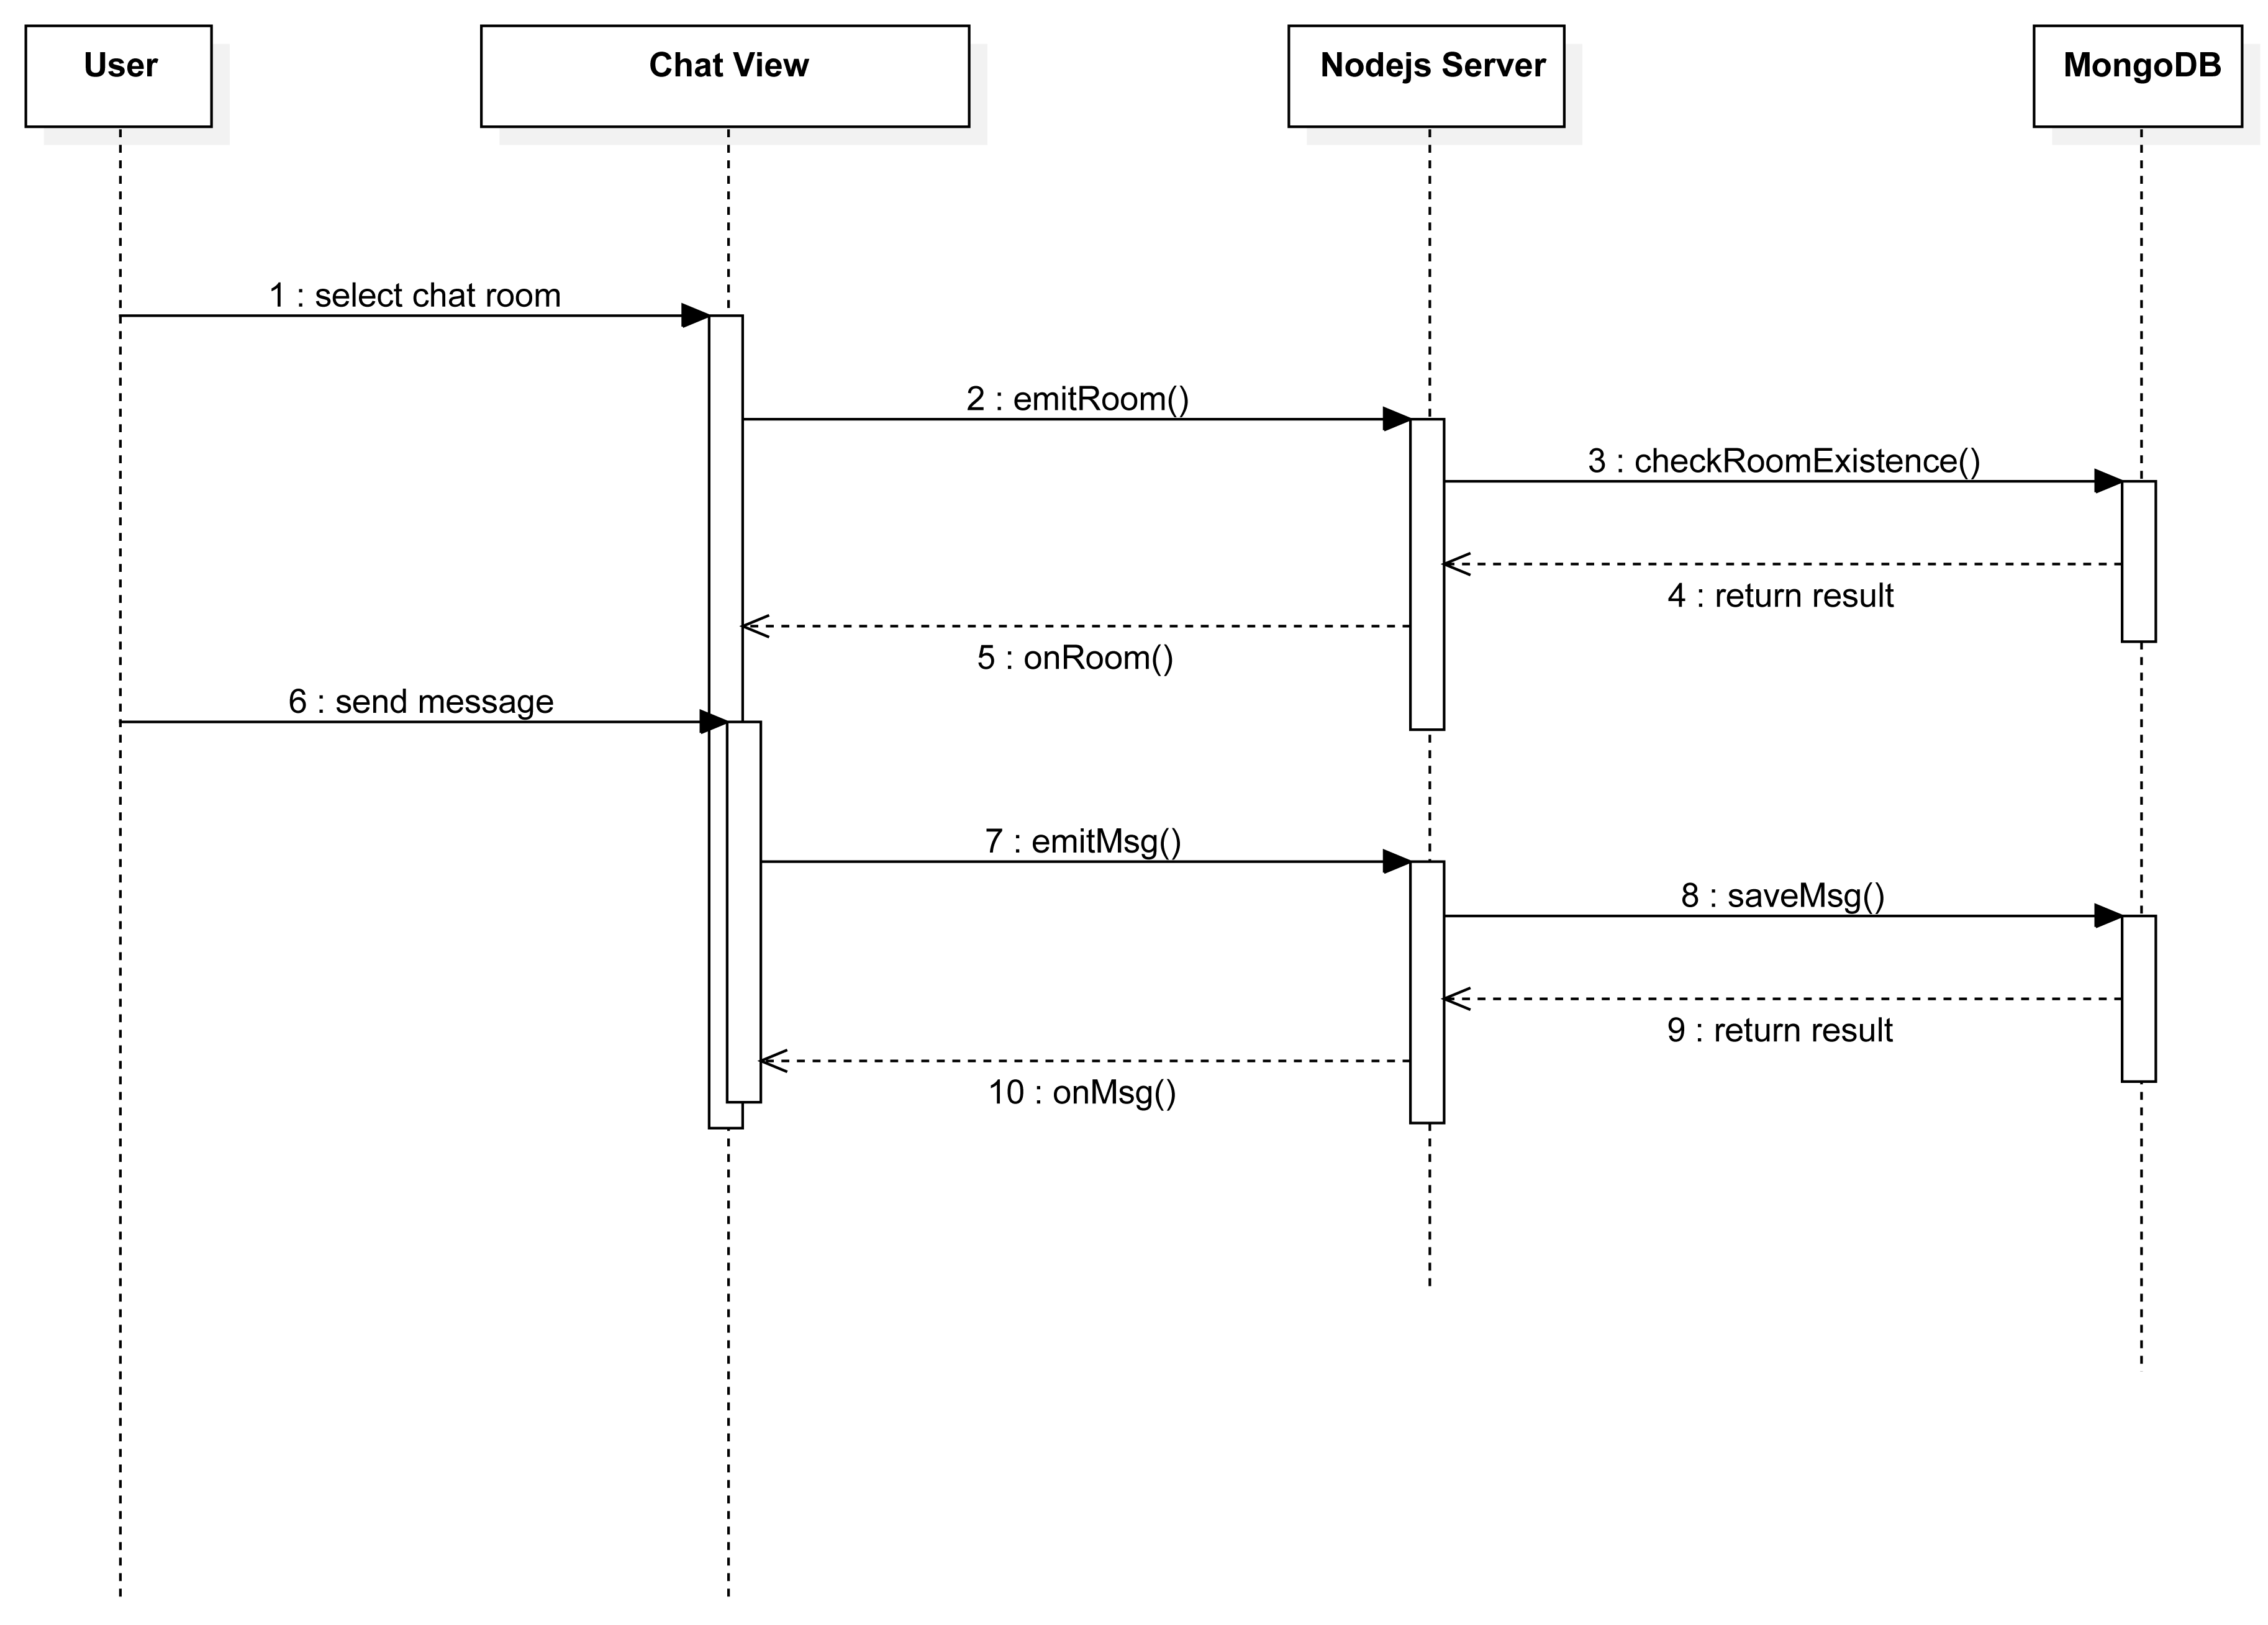 User
Chat View
Nodejs Server
MongoDB
1 : select chat room
2 : emitRoom()
3 : checkRoomExistence()
4 : return result
5 : onRoom()
6 : send message
7 : emitMsg()
8 : saveMsg()
9 : return result
10 : onMsg()